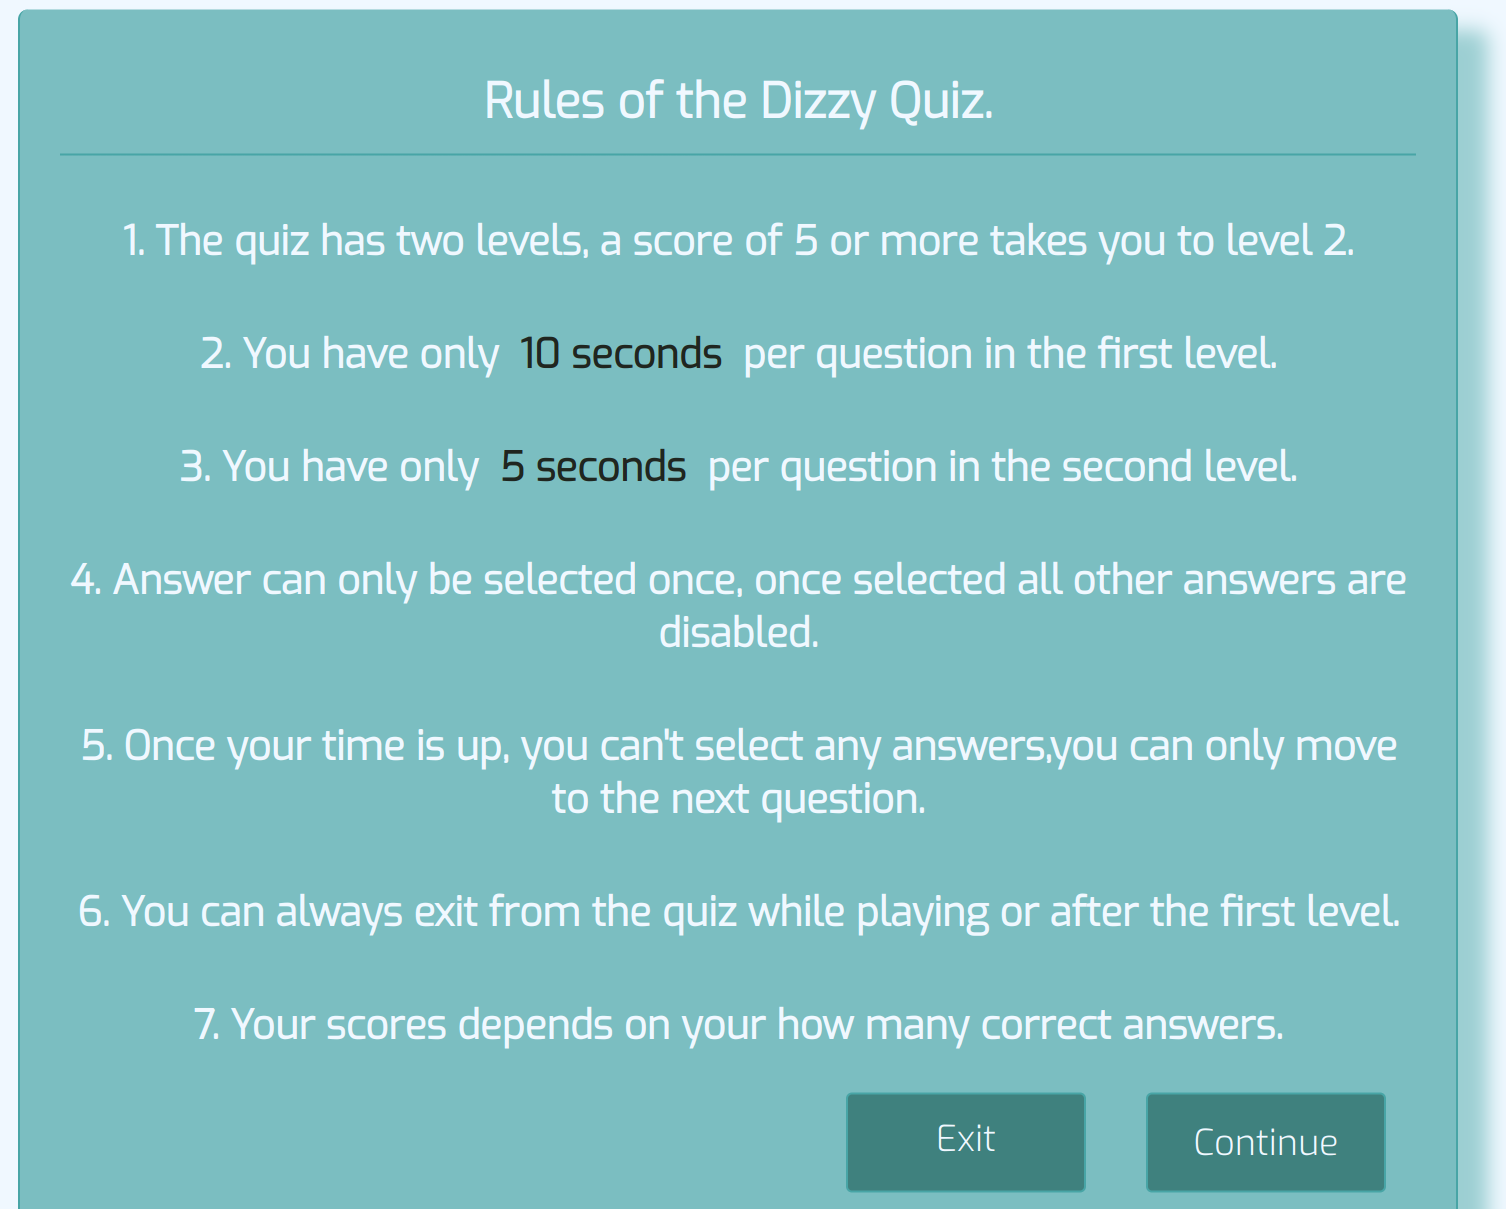 Rules of the Dizzy Quiz.
1. The quiz has two levels, a score of 5 or more takes you to level 2.
2. You have only 10 seconds per question in the first level.
3. You have only 5 seconds per question in the second level.
4. Answer can only be selected once, once selected all other answers are
disabled.
5. Once your time is up, you can't select any answers,you can only move
to the next question.
6. You can always exit from the quiz while playing or after the first level.
7. Your scores depends on your how many correct answers.
Exit
Continue